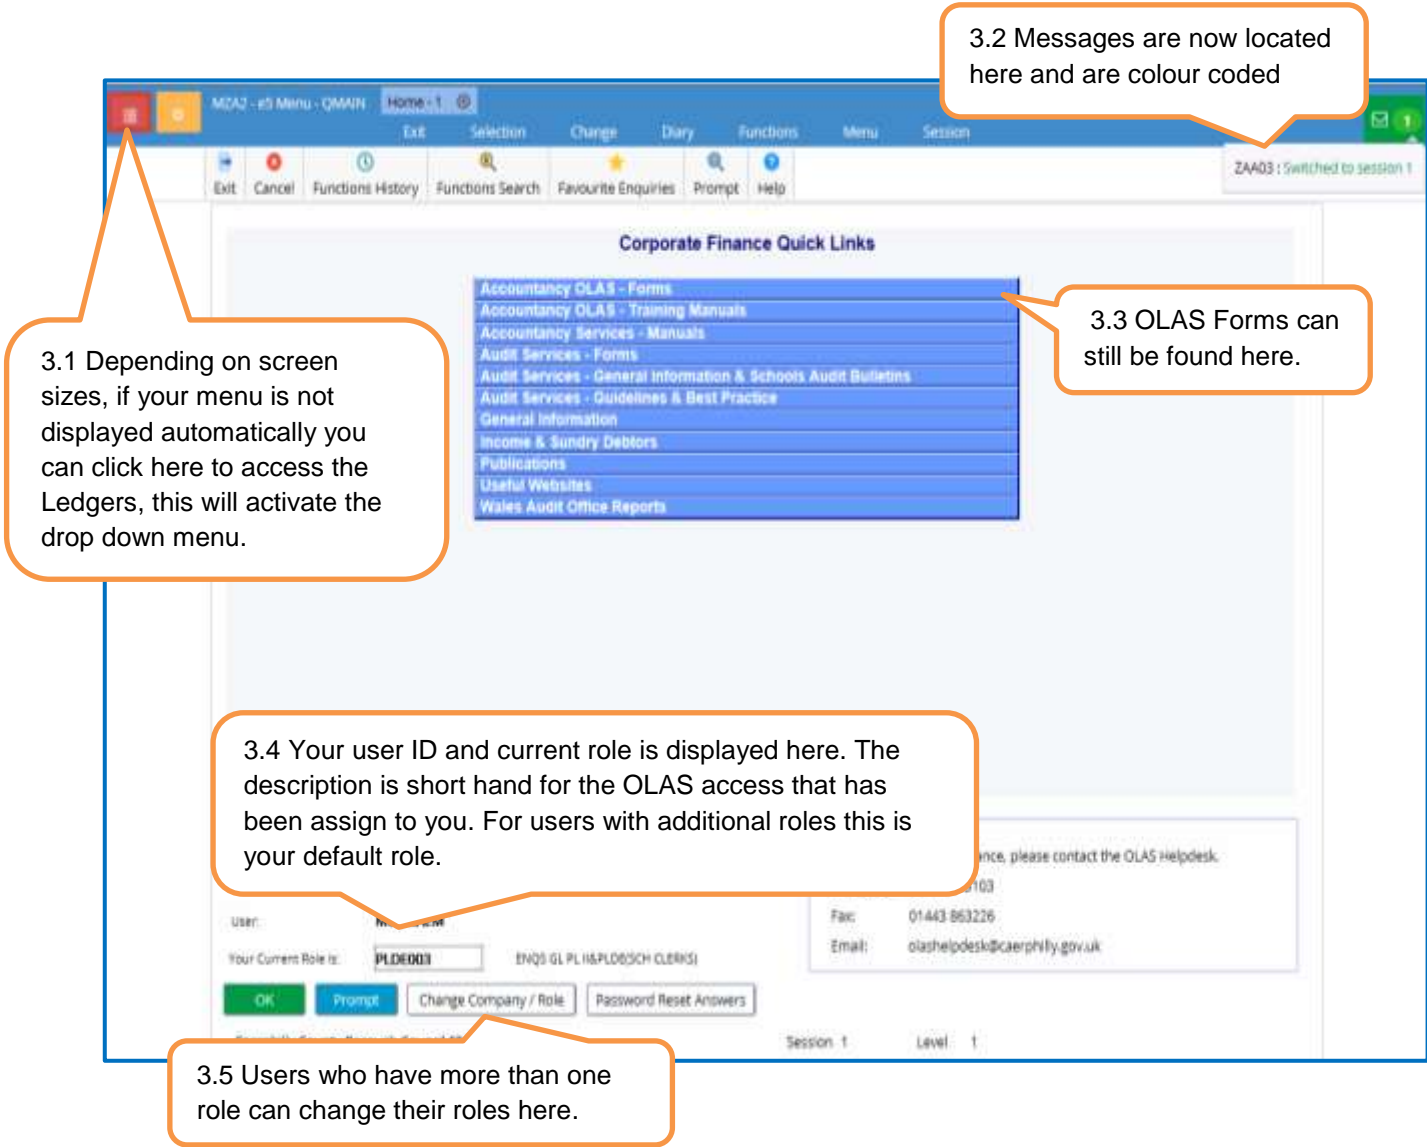 3.2 Messages are now located
here and are colour coded
MZA2 - e5 Menu - QMAIN Home - 1
1
Exit Selection Change Diary Functions Menu Session
ZAA03 : Switched to session 1
Exit Cancel Functions History Functions Search Favourite Enquiries Prompt Help
Corporate Finance Quick Links
Accountancy OLAS - Forms
Accountancy OLAS - Training Manuals
Accountancy Services - Manuals
Audit Services - Forms
Audit Services - General Information & Schools Audit Bulletins
Audit Services - Guidelines & Best Practice
General Information
Income & Sundry Debtors
Publications
Useful Websites
Wales Audit Office Reports
3.3 OLAS Forms can
still be found here.
3.1 Depending on screen
sizes, if your menu is not
displayed automatically you
can click here to access the
Ledgers, this will activate the
drop down menu.
3.4 Your user ID and current role is displayed here. The
description is short hand for the OLAS access that has
been assign to you. For users with additional roles this is
your default role.
please contact the OLAS Helpdesk.
User:
Fax: 01443 863226
Email: olashelpdesk@caerphilly.gov.uk
Your Current Role is: PLDE003 ENQS GL PL II&PLDB(SCH CLERKS)
OK Prompt Change Company / Role Password Reset Answers
Session 1 Level 1
3.5 Users who have more than one
role can change their roles here.